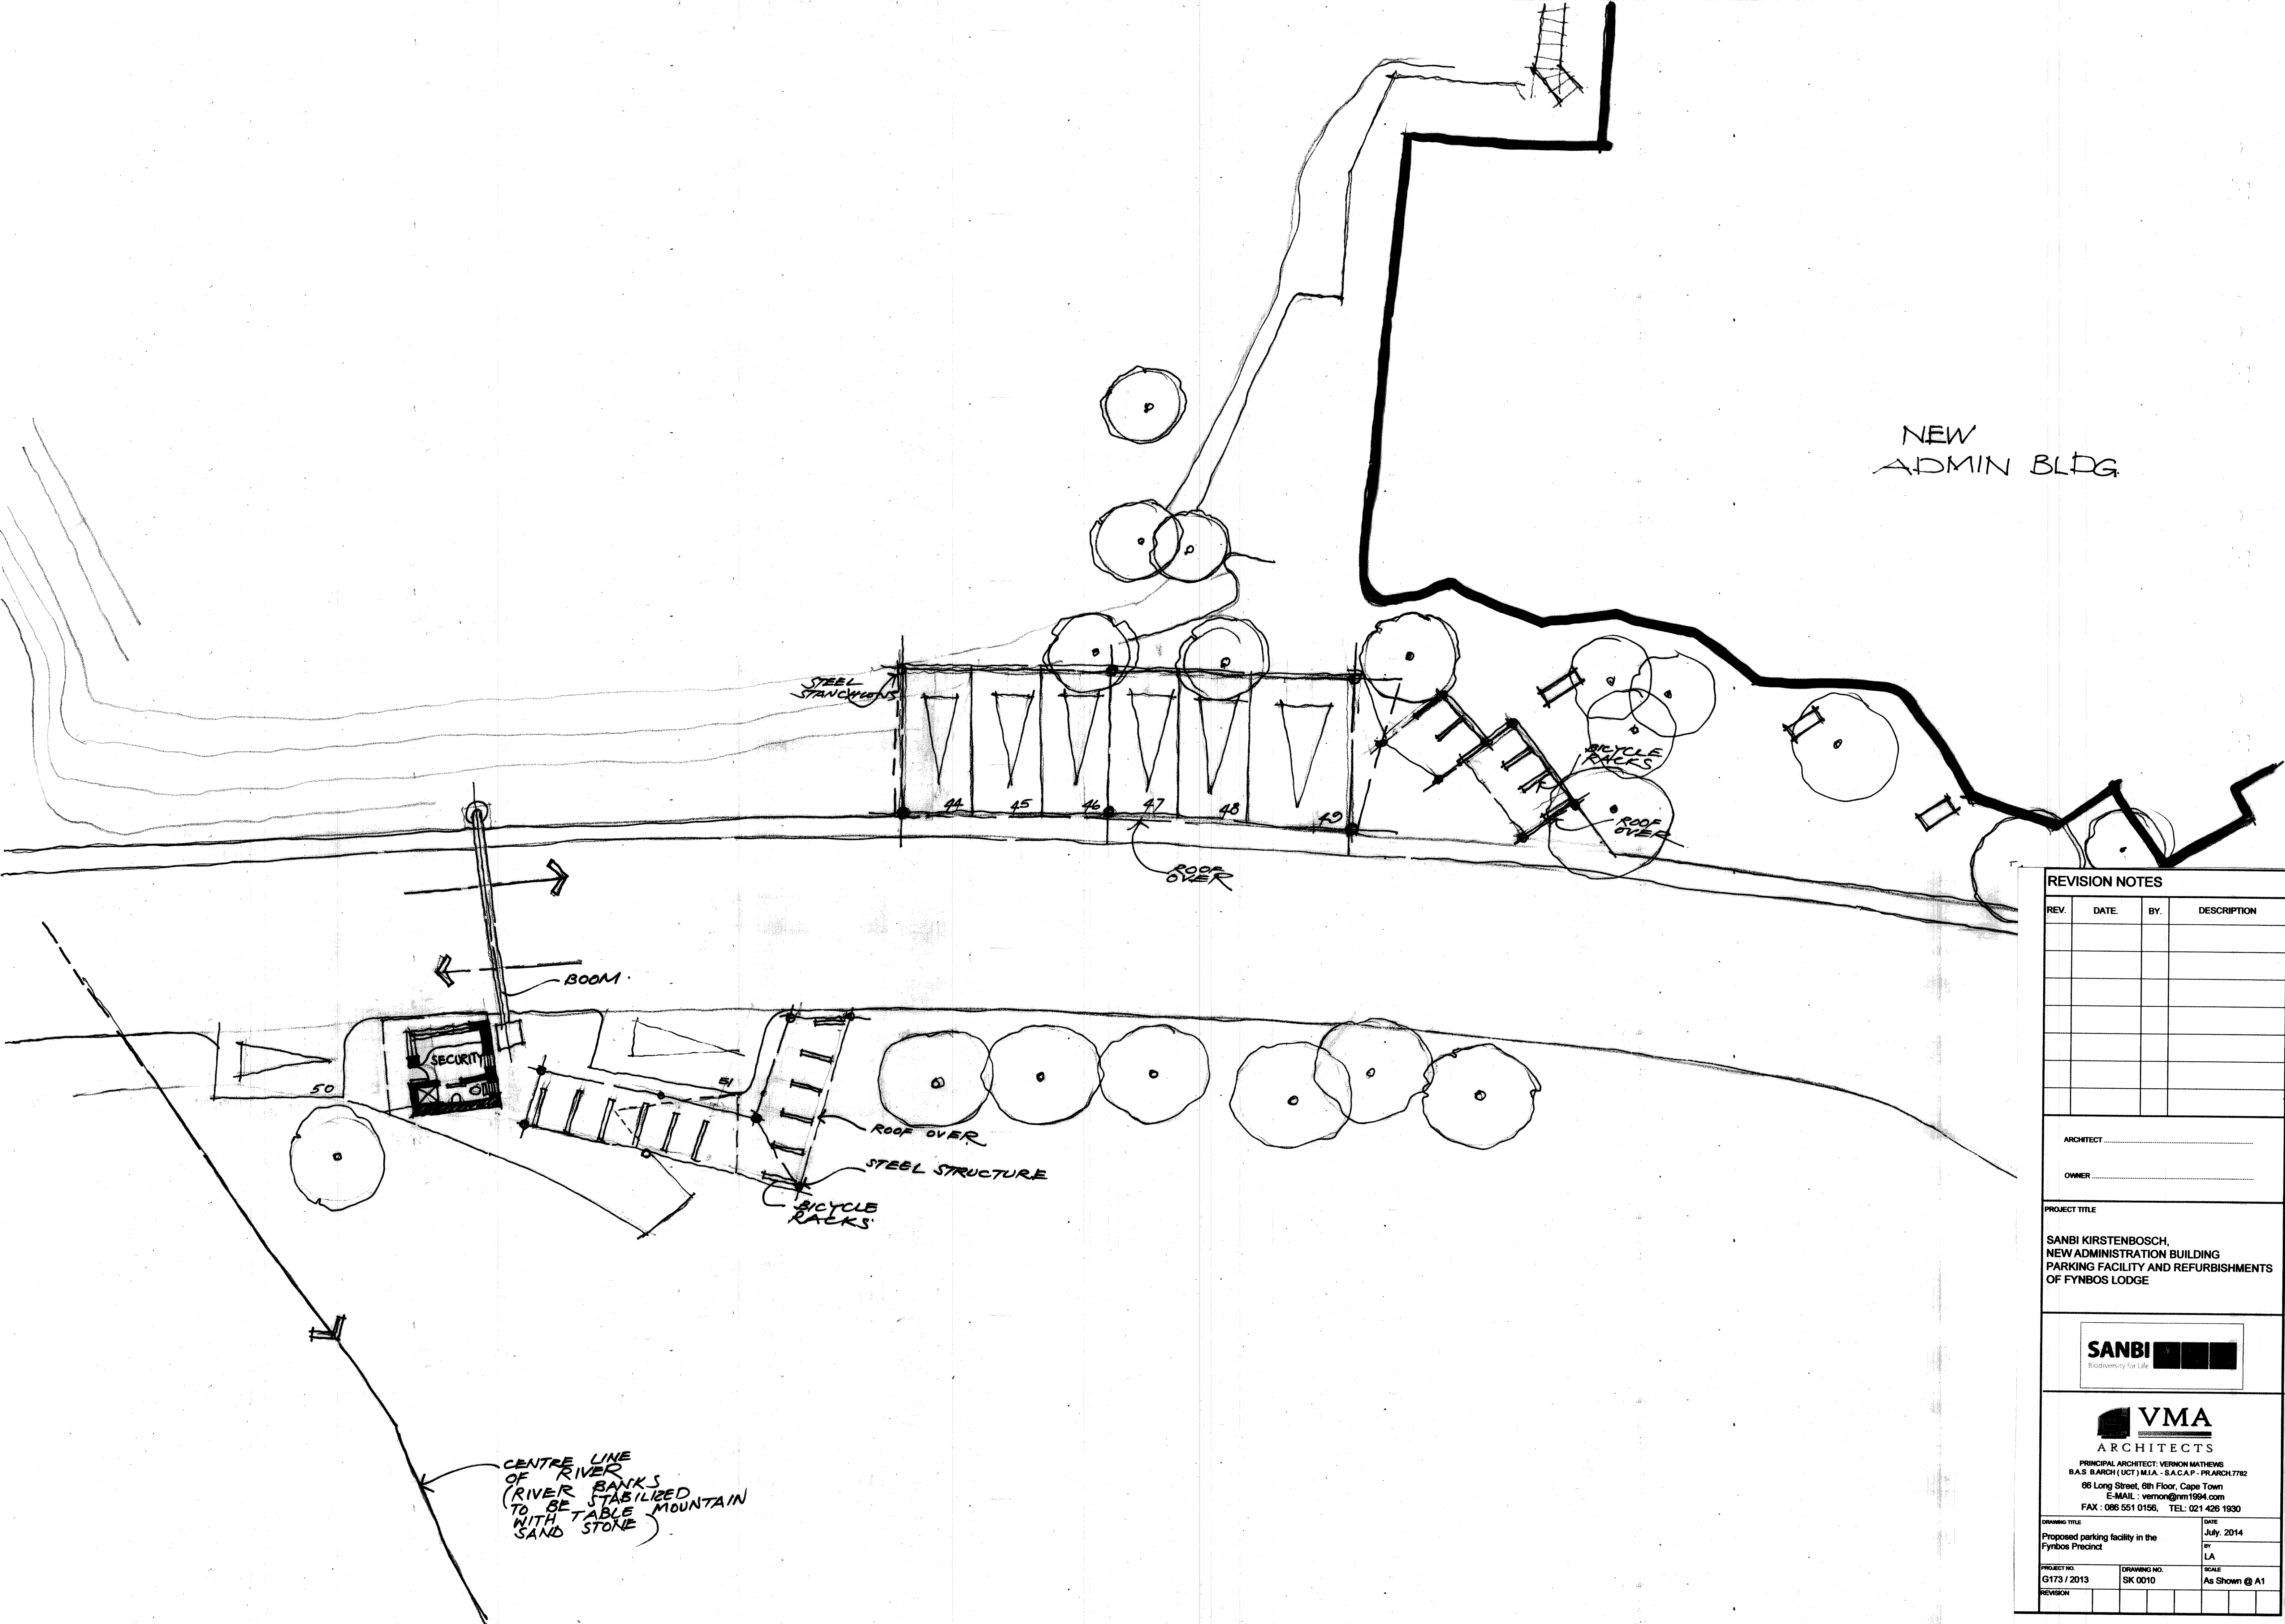 NEW
ADMIN BLDG.
STEEL
STANCHIONS
44
45
46
47
48
49
BICYCLE
RACKS
ROOF
OVER
ROOF
OVER
BOOM.
SECURITY
50
51
ROOF OVER
STEEL STRUCTURE
BICYCLE
RACKS
CENTRE LINE
OF RIVER
(RIVER BANKS
TO BE STABILIZED
WITH TABLE MOUNTAIN
SAND STONE)
REVISION NOTES
REV. DATE. BY. DESCRIPTION
ARCHITECT
OWNER
PROJECT TITLE
SANBI KIRSTENBOSCH,
NEW ADMINISTRATION BUILDING
PARKING FACILITY AND REFURBISHMENTS
OF FYNBOS LODGE
SANBI
Biodiversity for Life
VMA
ARCHITECTS
PRINCIPAL ARCHITECT: VERNON MATHEWS
B.A.S B.ARCH ( UCT ) M.I.A. - S.A.C.A.P - PR.ARCH.7782
66 Long Street, 6th Floor, Cape Town
E-MAIL : vernon@nm1994.com
FAX : 086 551 0156, TEL: 021 426 1930
DRAWING TITLE
Proposed parking facility in the
Fynbos Precinct
DATE
July. 2014
BY
LA
PROJECT NO.
G173 / 2013
DRAWING NO.
SK 0010
SCALE
As Shown @ A1
REVISION